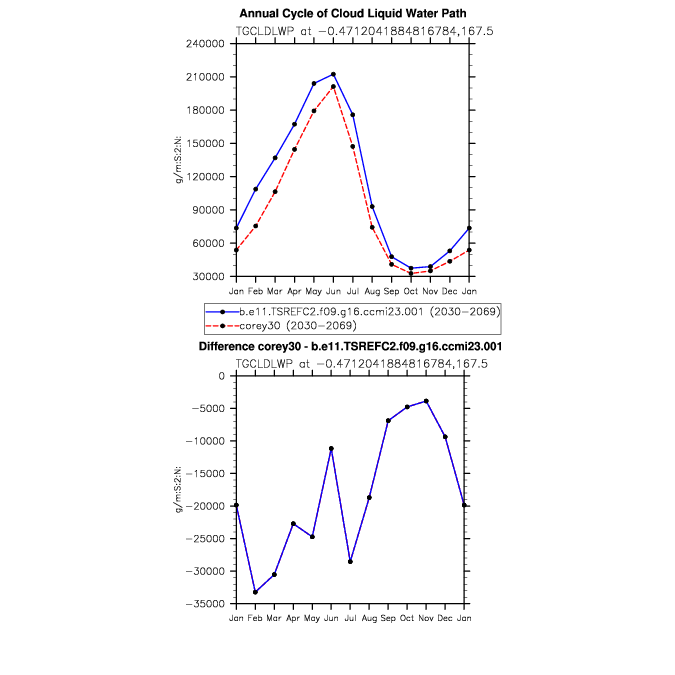 Annual Cycle of Cloud Liquid Water Path
TGCLDLWP at −0.4712041884816784,167.5
240000
210000
180000
150000
120000
90000
60000
30000
g/m:S:2:N:
Jan Feb Mar Apr May Jun Jul Aug Sep Oct Nov Dec Jan
b.e11.TSREFC2.f09.g16.ccmi23.001 (2030−2069)
corey30 (2030−2069)
Difference corey30 - b.e11.TSREFC2.f09.g16.ccmi23.001
TGCLDLWP at −0.4712041884816784,167.5
0
−5000
−10000
−15000
−20000
−25000
−30000
−35000
g/m:S:2:N:
Jan Feb Mar Apr May Jun Jul Aug Sep Oct Nov Dec Jan